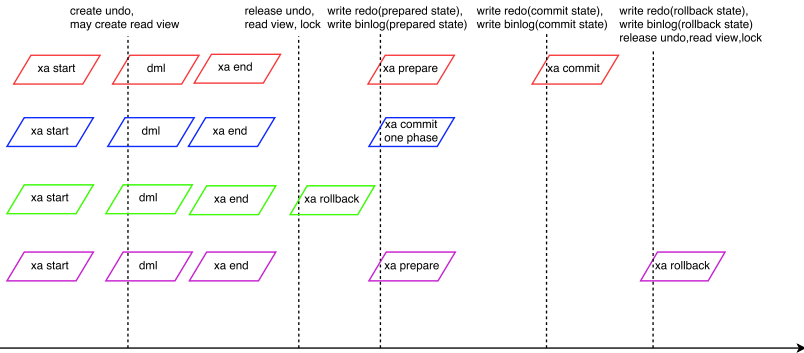 create undo,
may create read view
release undo,
read view, lock
write redo(prepared state),
write binlog(prepared state)
write redo(commit state),
write binlog(commit state)
write redo(rollback state),
write binlog(rollback state)
release undo,read view,lock
xa start
dml
xa end
xa prepare
xa commit
xa start
dml
xa end
xa commit
one phase
xa start
dml
xa end
xa rollback
xa start
dml
xa end
xa prepare
xa rollback